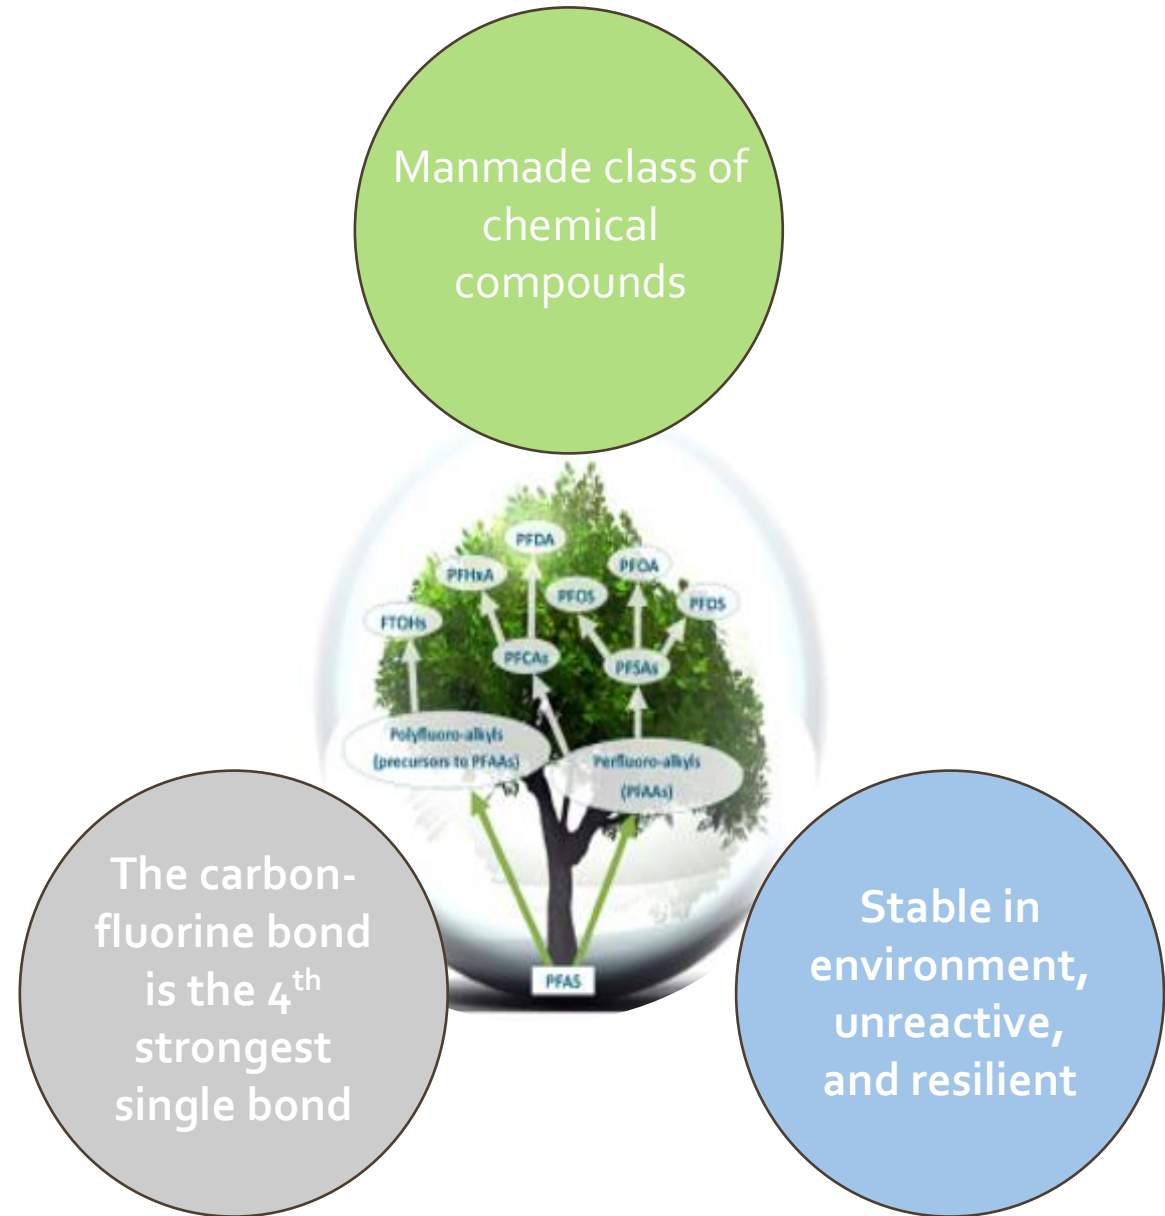 Manmade class of
chemical
compounds
PFDA
PFHxA
PFOA
PFOS
PFDS
FTOHs
PFCAs
PFSAs
Polyfluoro-alkyls
(precursors to PFAAs)
Perfluoro-alkyls
(PFAAs)
PFAS
The carbon-
fluorine bond
is the 4th
strongest
single bond
Stable in
environment,
unreactive,
and resilient